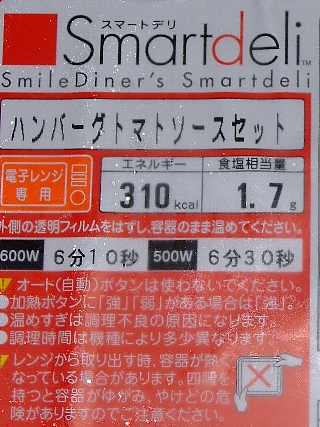 スマートデリ
Smartdeli™
SmileDiner's Smartdeli
ハンバーグトマトソースセット
電子レンジ専用
エネルギー 食塩相当量
310kcal 1.7g
外側の透明フィルムをはずし、容器のまま温めてください。
600W 6分10秒 500W 6分30秒
オート(自動)ボタンは使わないでください。
加熱ボタンに「強」「弱」がある場合は「強」。
温めすぎは調理不良の原因になります。
調理時間は機種により多少異なります。
レンジから取り出す時、容器が熱く
なっている場合があります。四隅を
持つと容器がゆがみ、やけどの危
険がありますのでご注意ください。